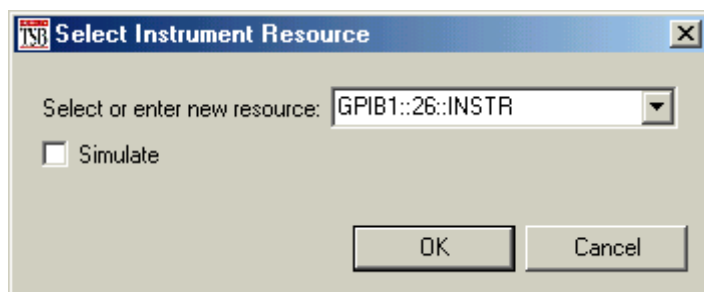 TSB Select Instrument Resource
Select or enter new resource: GPIB1::26::INSTR
Simulate
OK Cancel